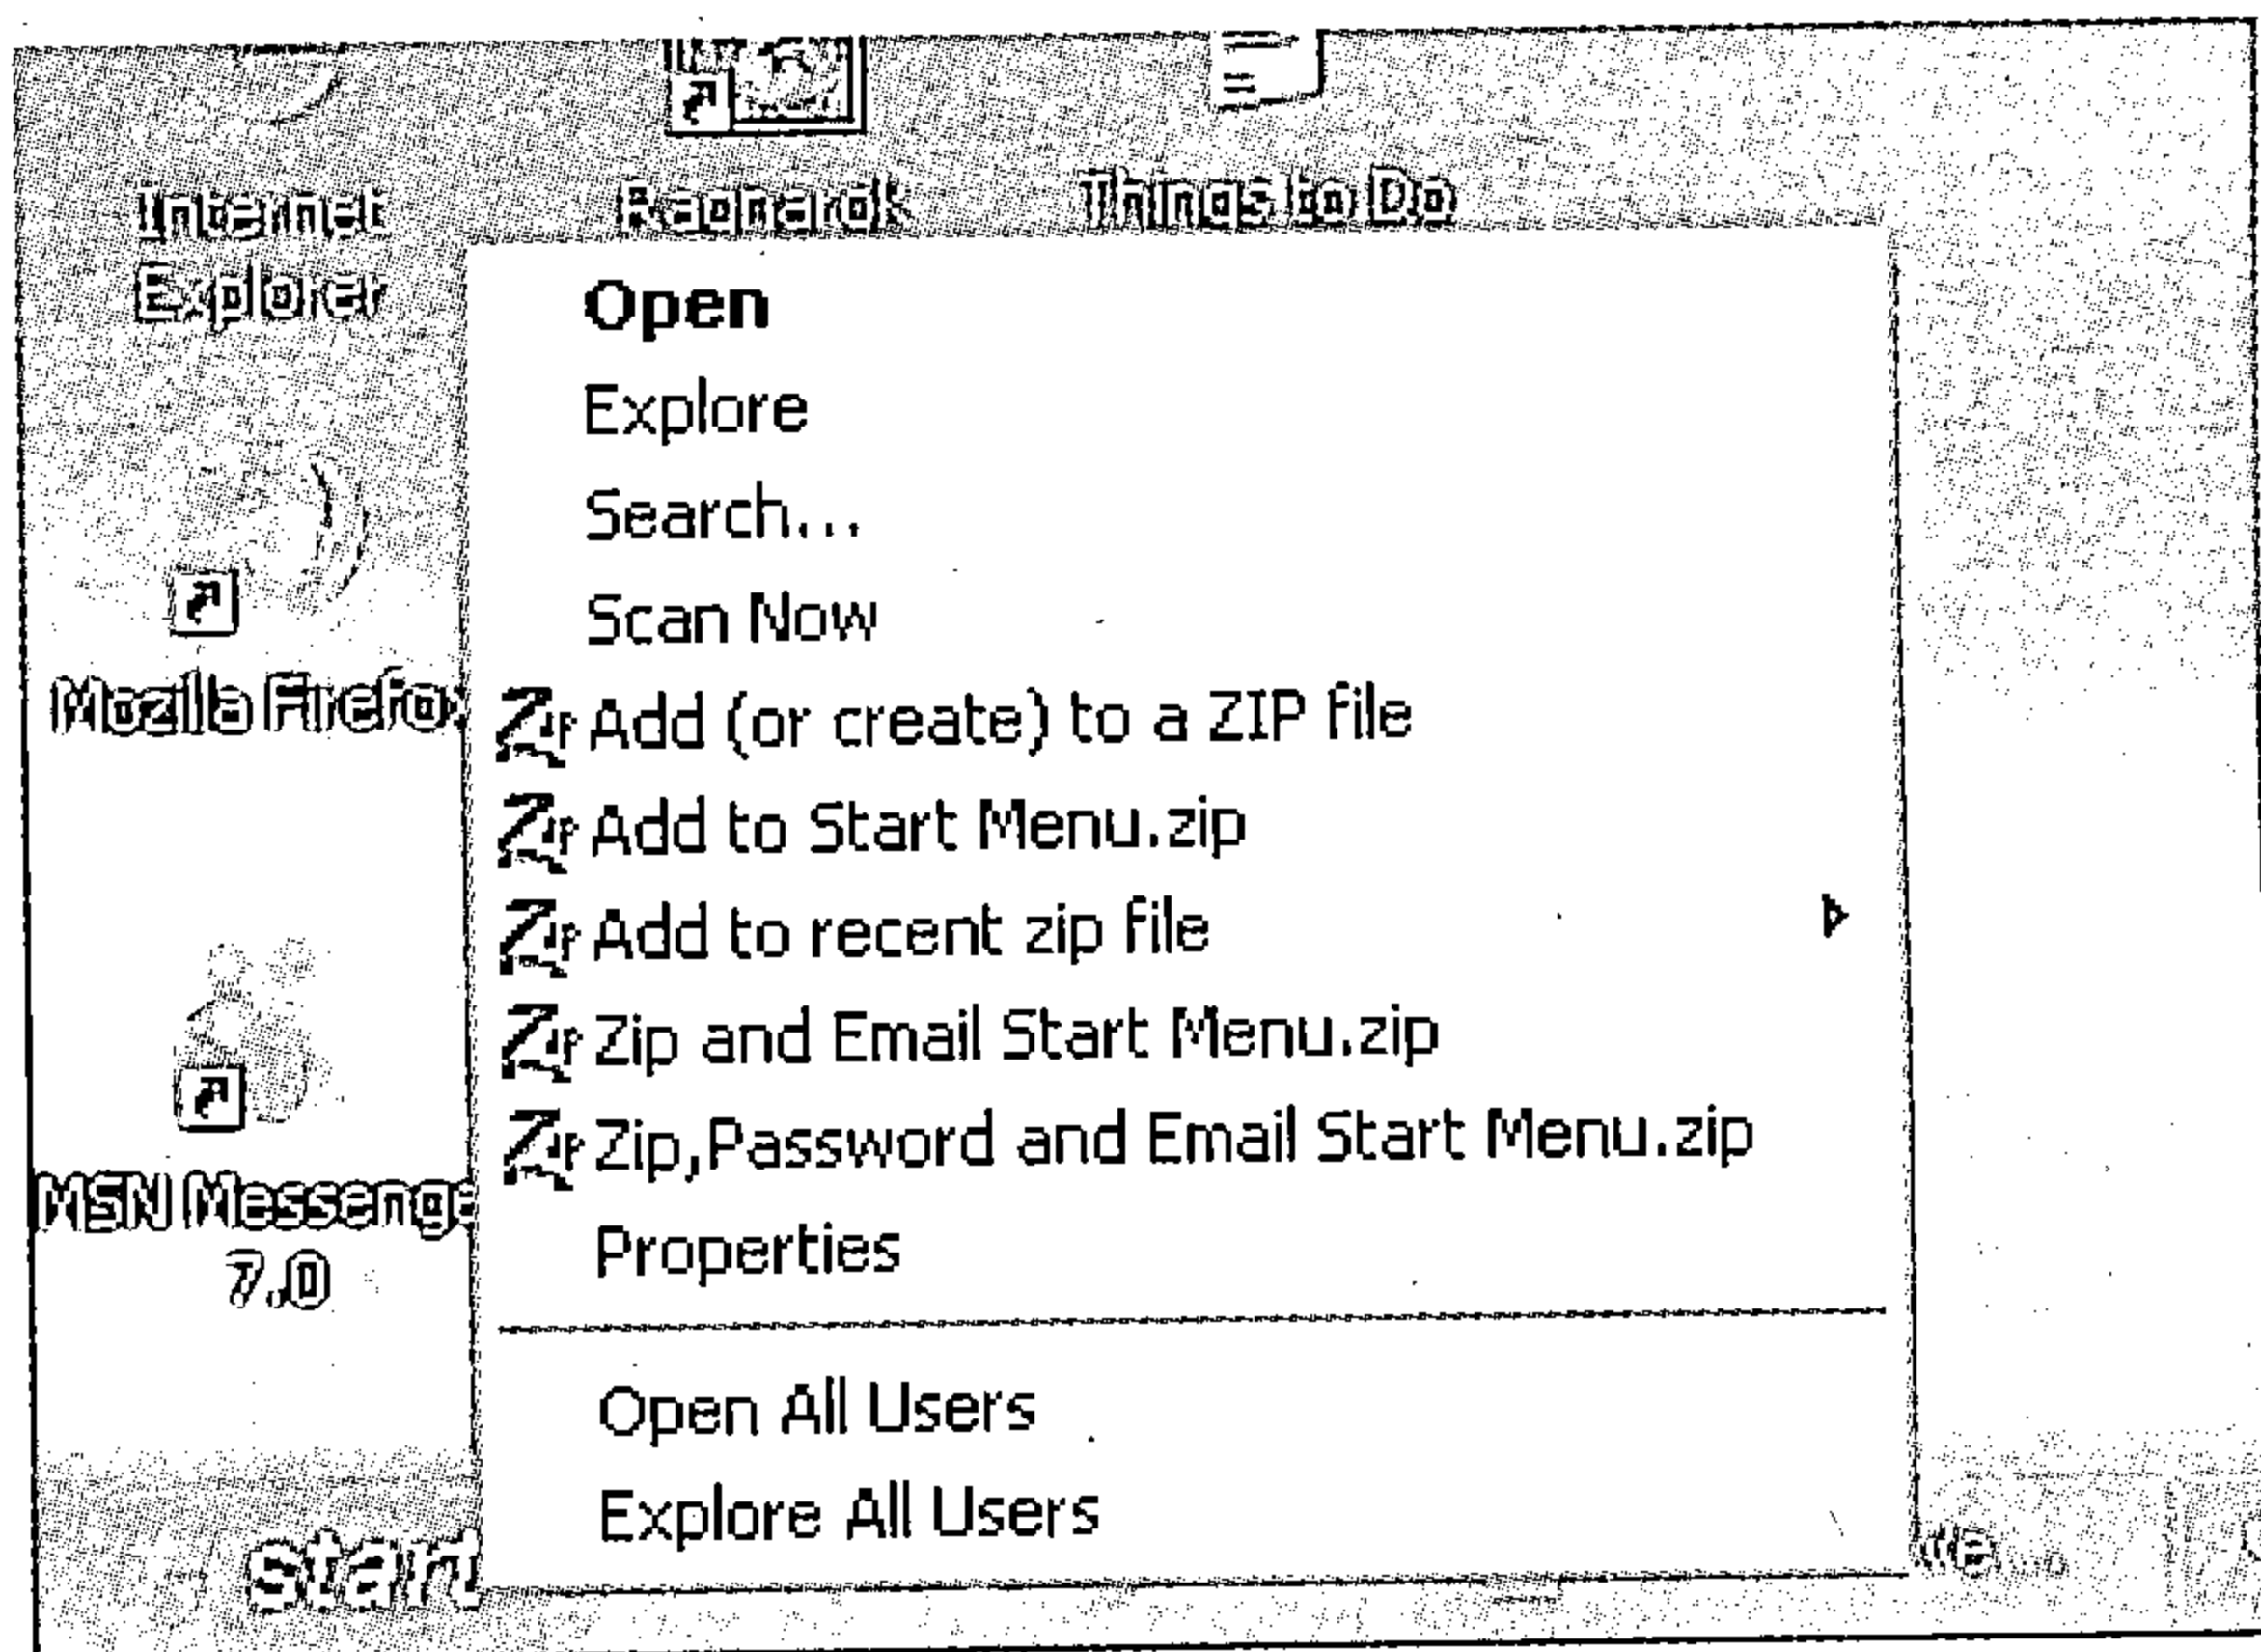 Internet
Explorer
Ragnarok
Things to Do
Mozilla Firefox
MSN Messenge
7.0
Open
Explore
Search...
Scan Now
Add (or create) to a ZIP file
Add to Start Menu.zip
Add to recent zip file
Zip and Email Start Menu.zip
Zip,Password and Email Start Menu.zip
Properties
Open All Users
Explore All Users
start